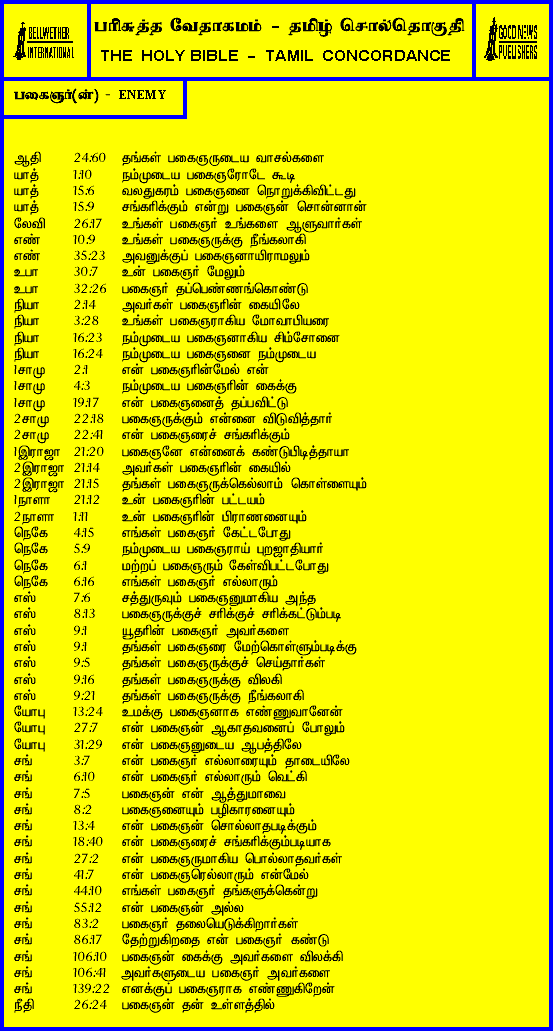 BELLWETHER INTERNATIONAL
பரிசுத்த வேதாகமம் - தமிழ் சொல்தொகுதி
THE HOLY BIBLE - TAMIL CONCORDANCE
GOOD NEWS PUBLISHERS
பகைஞர்(ன்) - ENEMY
ஆதி 24:60 தங்கள் பகைஞருடைய வாசல்களை
யாத் 1:10 நம்முடைய பகைஞரோடே கூடி
யாத் 15:6 வலதுகரம் பகைஞனை நொறுக்கிவிட்டது
யாத் 15:9 சங்கரிக்கும் என்று பகைஞன் சொன்னான்
லேவி 26:17 உங்கள் பகைஞர் உங்களை ஆளுவார்கள்
எண் 10:9 உங்கள் பகைஞருக்கு நீங்கலாகி
எண் 35:23 அவனுக்குப் பகைஞனாயிராமலும்
உபா 30:7 உன் பகைஞர் மேலும்
உபா 32:26 பகைஞர் தப்பெண்ணங்கொண்டு
நியா 2:14 அவர்கள் பகைஞரின் கையிலே
நியா 3:28 உங்கள் பகைஞராகிய மோவாபியரை
நியா 16:23 நம்முடைய பகைஞனாகிய சிம்சோனை
நியா 16:24 நம்முடைய பகைஞனை நம்முடைய
1சாமு 2:1 என் பகைஞரின்மேல் என்
1சாமு 4:3 நம்முடைய பகைஞரின் கைக்கு
1சாமு 19:17 என் பகைஞனைத் தப்பவிட்டு
2சாமு 22:18 பகைஞருக்கும் என்னை விடுவித்தார்
2சாமு 22:41 என் பகைஞரைச் சங்கரிக்கும்
1இராஜா 21:20 பகைஞனே என்னைக் கண்டுபிடித்தாயா
2இராஜா 21:14 அவர்கள் பகைஞரின் கையில்
2இராஜா 21:15 தங்கள் பகைஞருக்கெல்லாம் கொள்ளையும்
1நாளா 21:12 உன் பகைஞரின் பட்டயம்
2நாளா 1:11 உன் பகைஞரின் பிராணனையும்
நெகே 4:15 எங்கள் பகைஞர் கேட்டபோது
நெகே 5:9 நம்முடைய பகைஞராய் புறஜாதியார்
நெகே 6:1 மற்றப் பகைஞரும் கேள்விபட்டபோது
நெகே 6:16 எங்கள் பகைஞர் எல்லாரும்
எஸ் 7:6 சத்துருவும் பகைஞனுமாகிய அந்த
எஸ் 8:13 பகைஞருக்குச் சரிக்குச் சரிக்கட்டும்படி
எஸ் 9:1 யூதரின் பகைஞர் அவர்களை
எஸ் 9:1 தங்கள் பகைஞரை மேற்கொள்ளும்படிக்கு
எஸ் 9:5 தங்கள் பகைஞருக்குச் செய்தார்கள்
எஸ் 9:16 தங்கள் பகைஞருக்கு விலகி
எஸ் 9:21 தங்கள் பகைஞருக்கு நீங்கலாகி
யோபு 13:24 உமக்கு பகைஞனாக எண்ணுவானேன்
யோபு 27:7 என் பகைஞன் ஆகாதவனைப் போலும்
யோபு 31:29 என் பகைஞனுடைய ஆபத்திலே
சங் 3:7 என் பகைஞர் எல்லாரையும் தாடையிலே
சங் 6:10 என் பகைஞர் எல்லாரும் வெட்கி
சங் 7:5 பகைஞன் என் ஆத்துமாவை
சங் 8:2 பகைஞனையும் பழிகாரனையும்
சங் 13:4 என் பகைஞன் சொல்லாதபடிக்கும்
சங் 18:40 என் பகைஞரைச் சங்கரிக்கும்படியாக
சங் 27:2 என் பகைஞருமாகிய பொல்லாதவர்கள்
சங் 41:7 என் பகைஞரெல்லாரும் என்மேல்
சங் 44:10 எங்கள் பகைஞர் தங்களுக்கென்று
சங் 55:12 என் பகைஞன் அல்ல
சங் 83:2 பகைஞர் தலையெடுக்கிறார்கள்
சங் 86:17 தேற்றுகிறதை என் பகைஞர் கண்டு
சங் 106:10 பகைஞன் கைக்கு அவர்களை விலக்கி
சங் 106:41 அவர்களுடைய பகைஞர் அவர்களை
சங் 139:22 எனக்குப் பகைஞராக எண்ணுகிறேன்
நீதி 26:24 பகைஞன் தன் உள்ளத்தில்